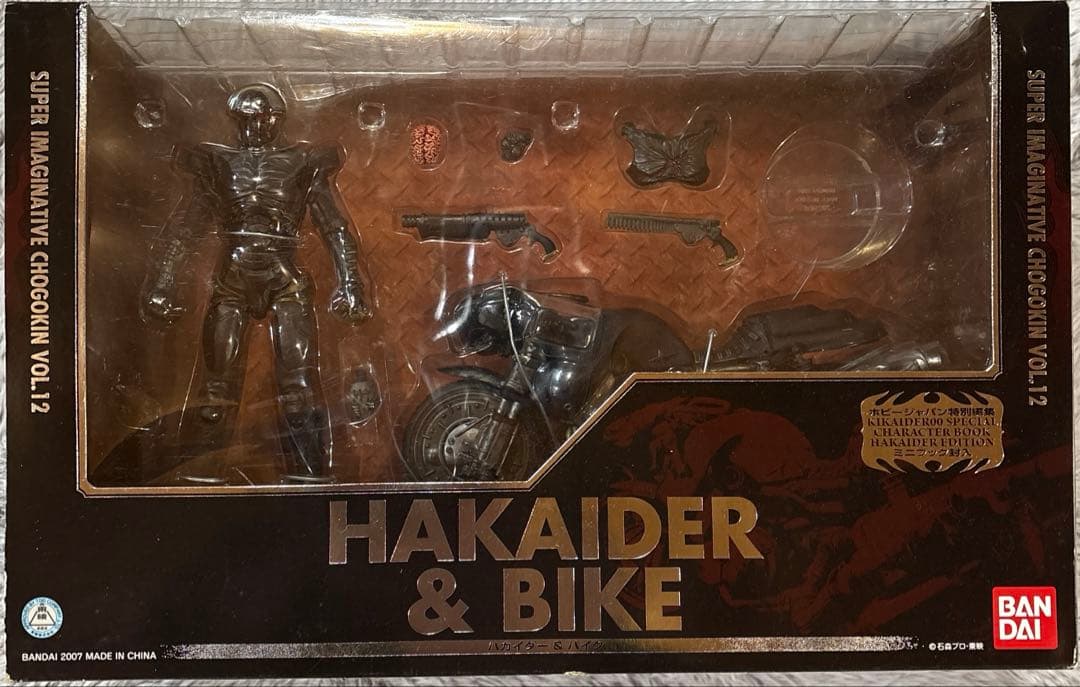 SUPER IMAGINATIVE CHOGOKIN VOL.12
SUPER IMAGINATIVE CHOGOKIN VOL.12
ホビージャパン特別編集
KIKAIDER00 SPECIAL
CHARACTER BOOK
HAKAIDER EDITION
ミニブック封入
HAKAIDER
& BIKE
ハカイダー & バイク
BAN
DAI
BANDAI 2007 MADE IN CHINA
©石森プロ・東映